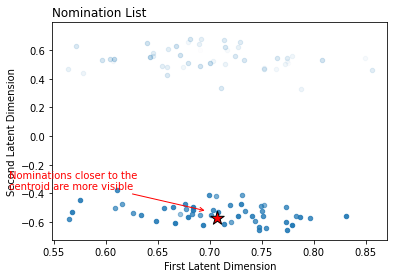 Nomination List
Second Latent Dimension
0.6
0.4
0.2
0.0
−0.2
−0.4
−0.6
Nominations closer to the
centroid are more visible
0.55 0.60 0.65 0.70 0.75 0.80 0.85
First Latent Dimension